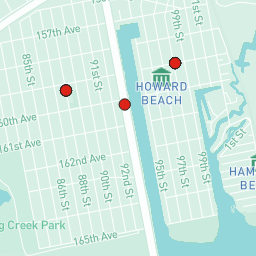 157th Ave
99th St
85th St
91st St
HOWARD
BEACH
60th Ave
161st Ave
1st St
162nd Ave
HAM
BE
86th St
88th St
90th St
92nd St
95th St
97th St
99th St
g Creek Park
165th Ave